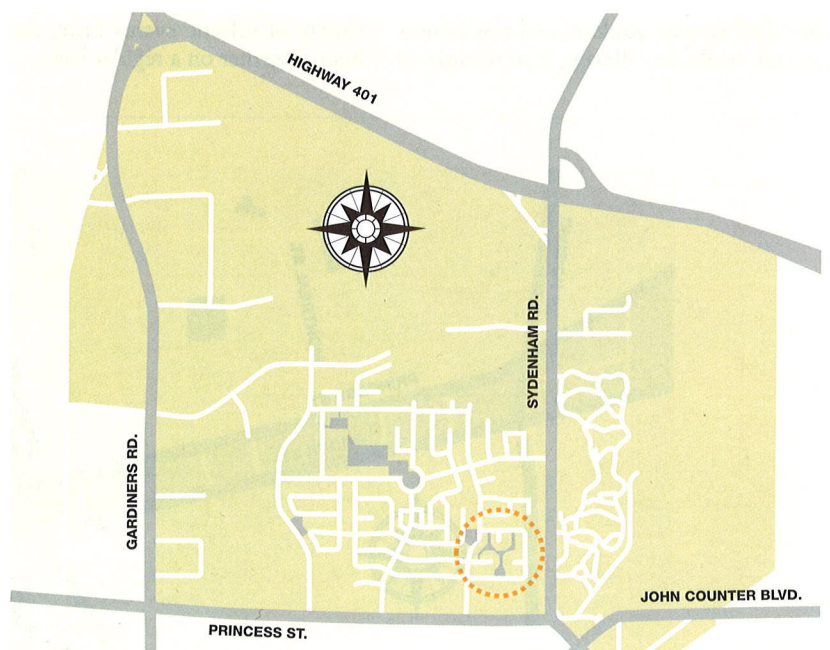 HIGHWAY 401
SYDENHAM RD.
GARDINERS RD.
JOHN COUNTER BLVD.
PRINCESS ST.